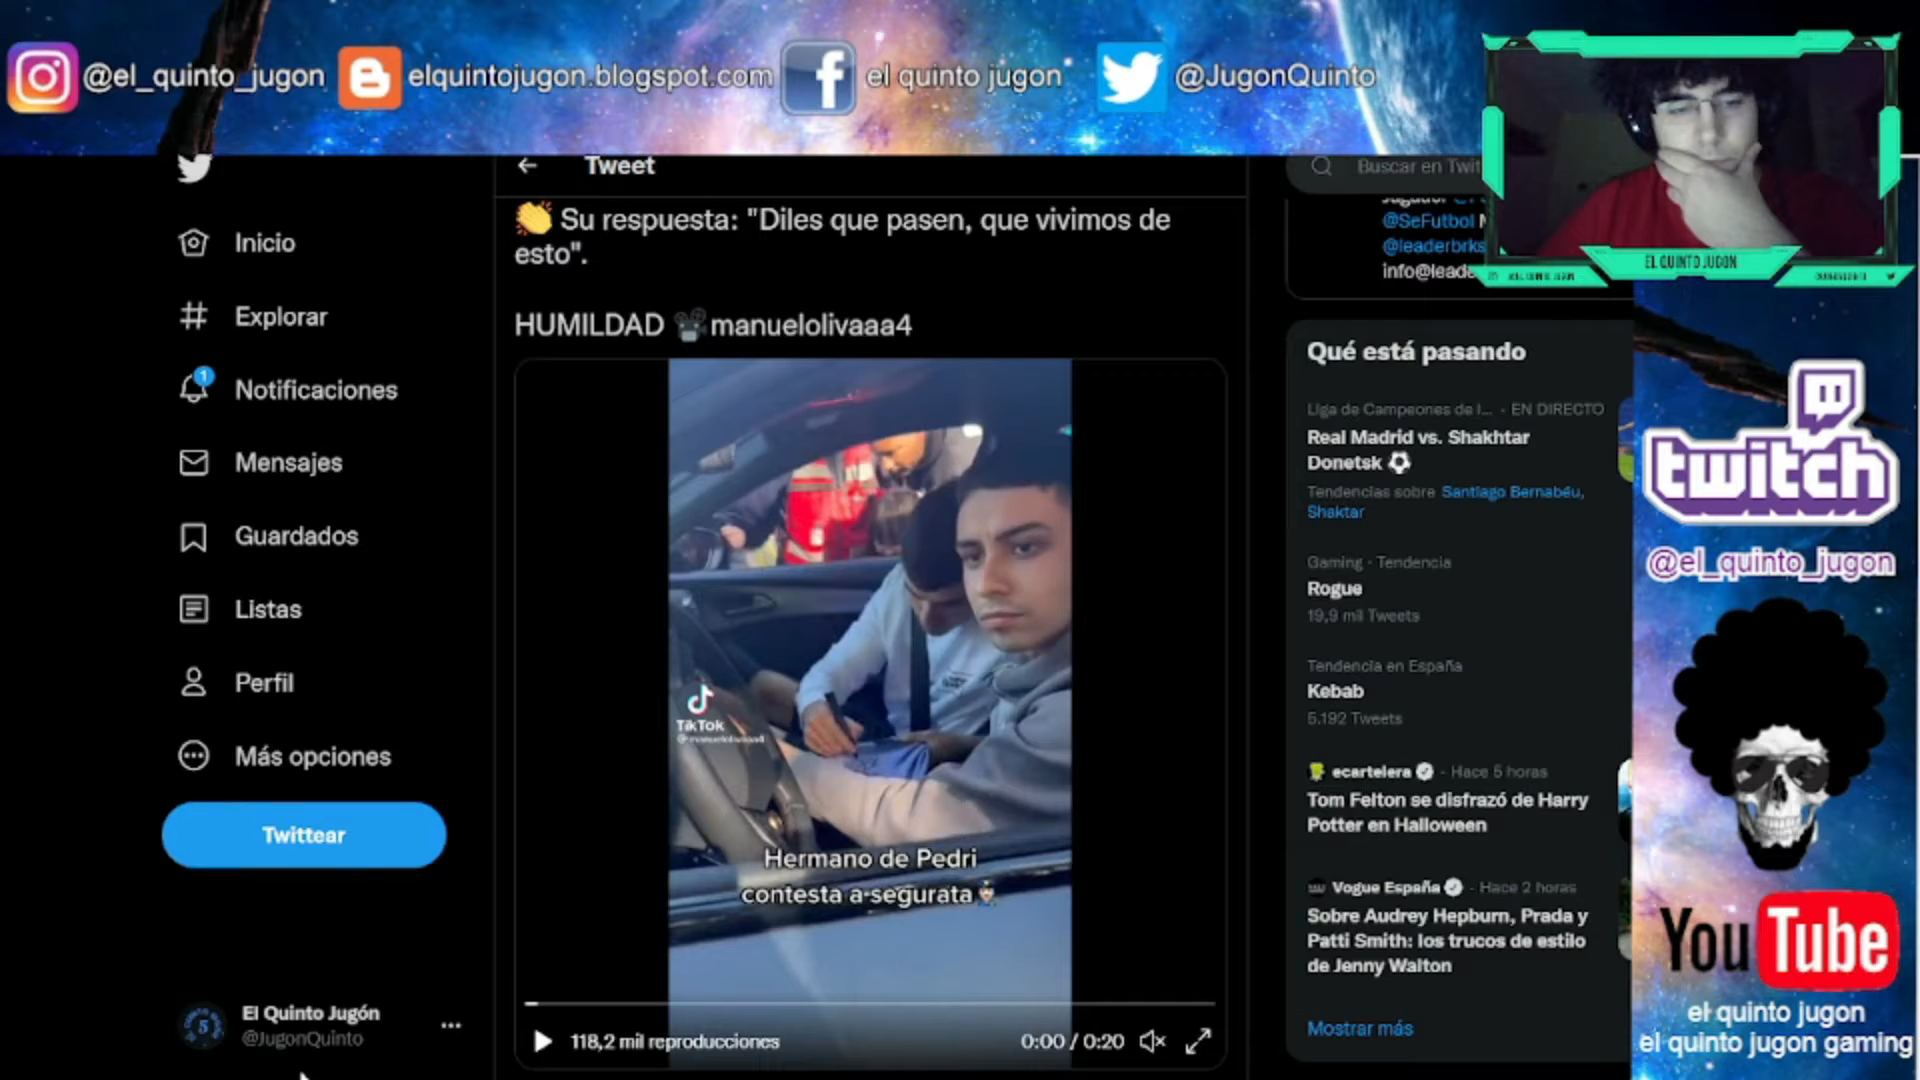 @el_quinto_jugon
elquintojugon.blogspot.com
el quinto jugon
@JugonQuinto
EL QUINTO JUGON
Tweet
Buscar en Twit
Inicio
Explorar
1
Notificaciones
Mensajes
Guardados
Listas
Perfil
Más opciones
Twittear
El Quinto Jugón
@JugonQuinto
👏 Su respuesta: "Diles que pasen, que vivimos de
esto".
HUMILDAD 🎥manuelolivaaa4
TikTok
Hermano de Pedri
contesta a segurata
118,2 mil reproducciones
0:00 / 0:20
@SeFutbol
@leaderbrks
info@leade
Qué está pasando
Liga de Campeones de l... · EN DIRECTO
Real Madrid vs. Shakhtar
Donetsk ⚽
Tendencias sobre Santiago Bernabéu,
Shaktar
Gaming · Tendencia
Rogue
19,9 mil Tweets
Tendencia en España
Kebab
5.192 Tweets
ecartelera · Hace 5 horas
Tom Felton se disfrazó de Harry
Potter en Halloween
Vogue España · Hace 2 horas
Sobre Audrey Hepburn, Prada y
Patti Smith: los trucos de estilo
de Jenny Walton
Mostrar más
twitch
@el_quinto_jugon
YouTube
el quinto jugon
el quinto jugon gaming